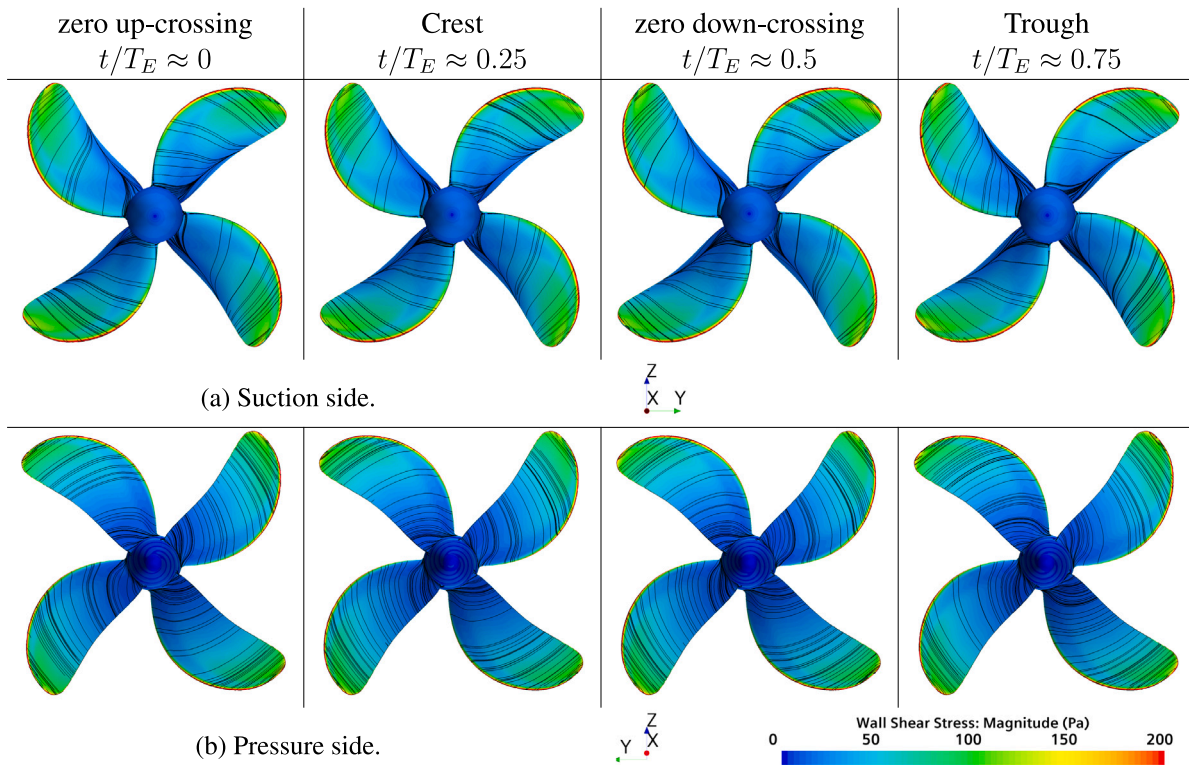 zero up-crossing Crest zero down-crossing Trough
t/T_E ≈ 0 t/T_E ≈ 0.25 t/T_E ≈ 0.5 t/T_E ≈ 0.75
Z
X Y
(a) Suction side.
Z
Y X
(b) Pressure side.
Wall Shear Stress: Magnitude (Pa)
0 50 100 150 200